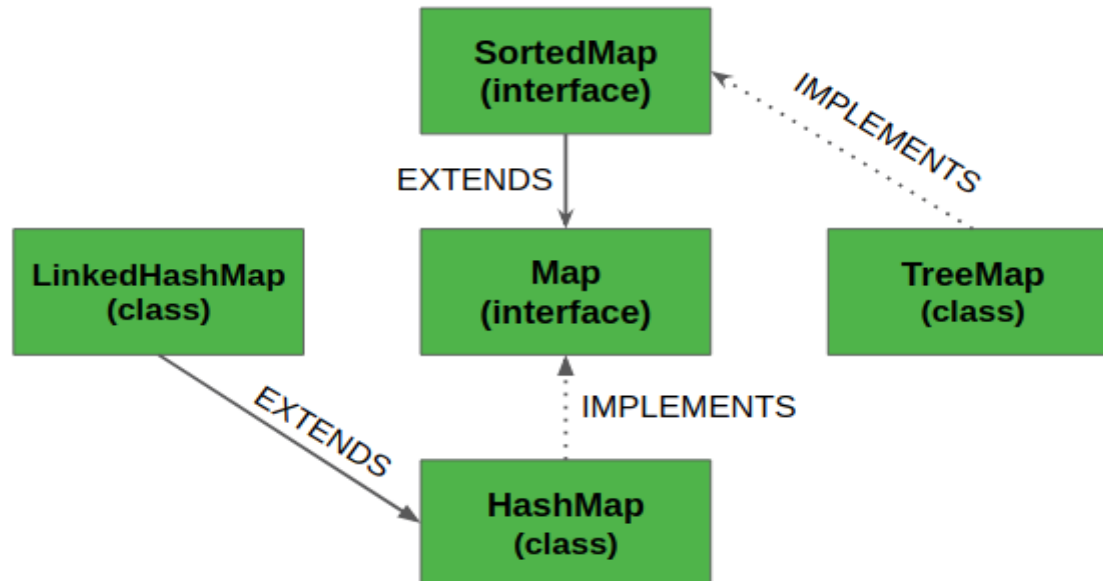 SortedMap
(interface)
IMPLEMENTS
EXTENDS
LinkedHashMap
(class)
Map
(interface)
TreeMap
(class)
EXTENDS
IMPLEMENTS
HashMap
(class)